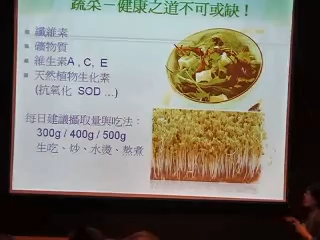 蔬菜－健康之道不可或缺！
纖維素
礦物質
維生素A , C, E
天然植物生化素
(抗氧化 SOD ...)
每日建議攝取量與吃法：
300g / 400g / 500g
生吃、炒、水燙、熬煮